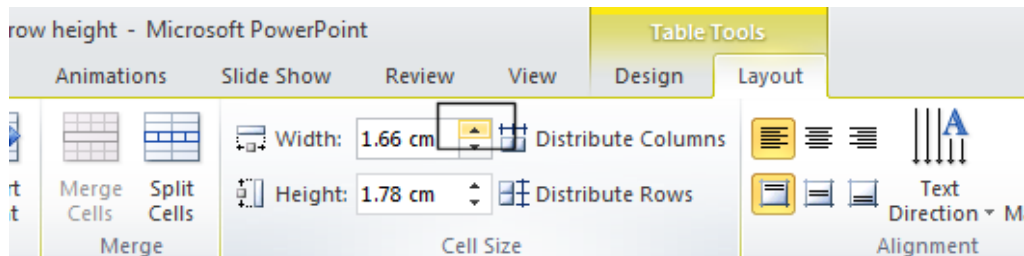 row height - Microsoft PowerPoint
Table Tools
Animations Slide Show Review View Design Layout
Width: 1.66 cm Distribute Columns
Height: 1.78 cm Distribute Rows
Merge Cells
Split Cells
Text Direction
Merge Cell Size Alignment